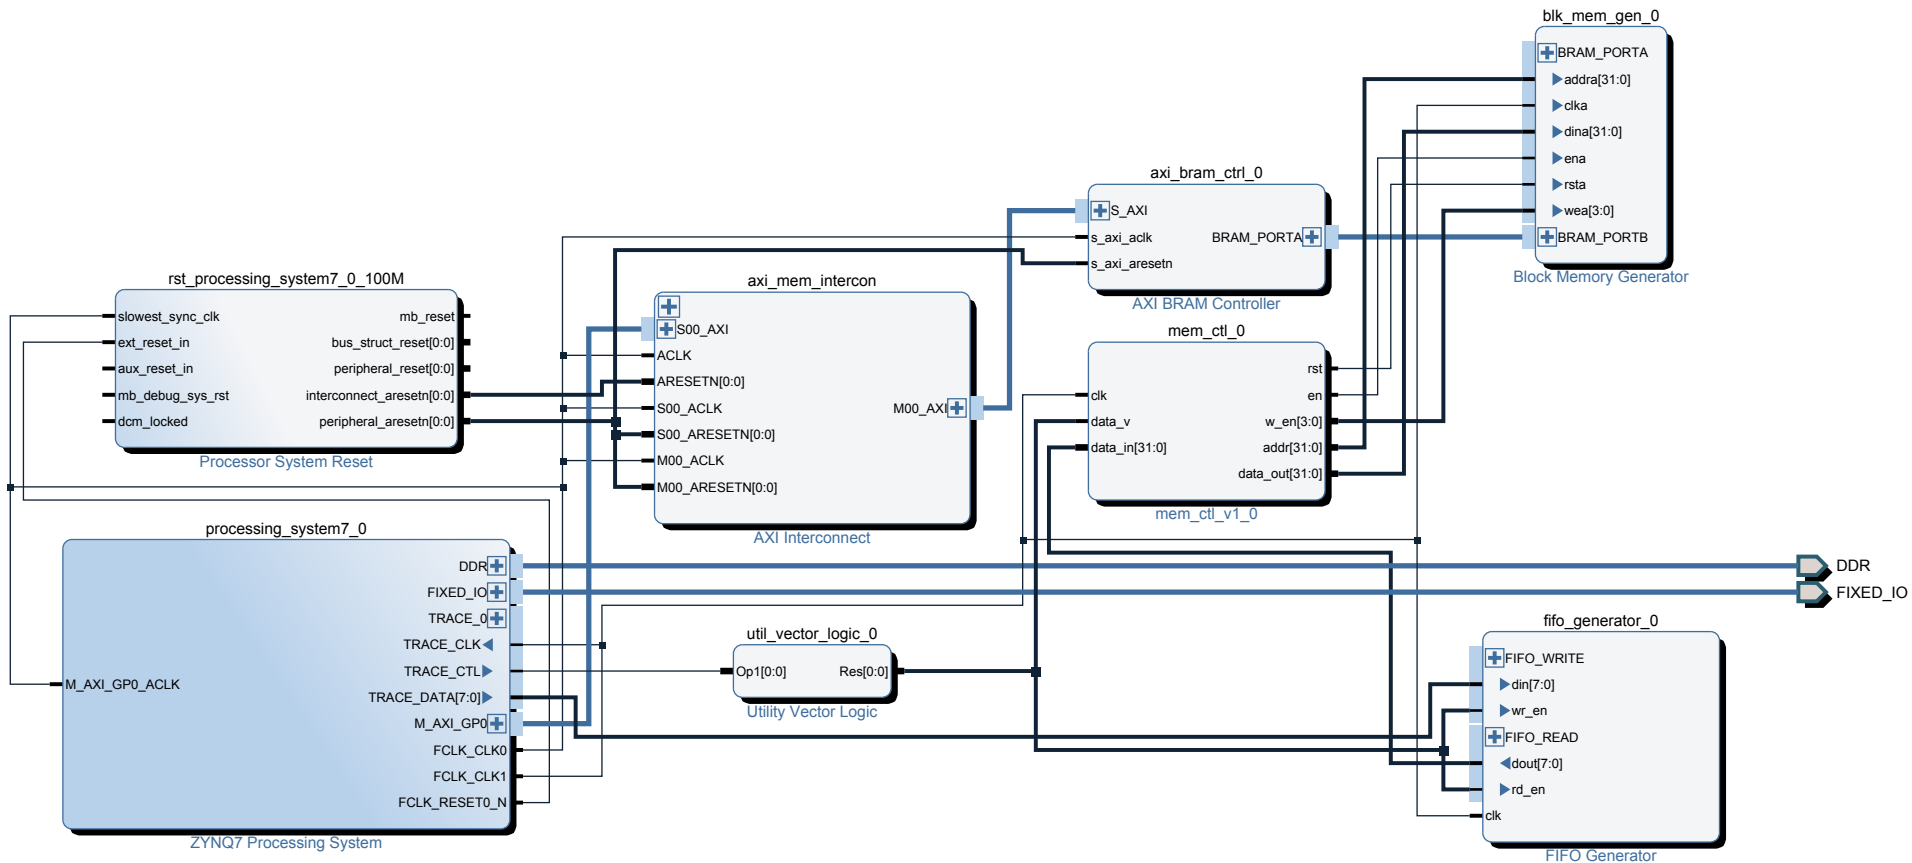 blk_mem_gen_0
BRAM_PORTA
addra[31:0]
clka
dina[31:0]
ena
rsta
wea[3:0]
BRAM_PORTB
Block Memory Generator
axi_bram_ctrl_0
S_AXI
s_axi_aclk
s_axi_aresetn
BRAM_PORTA
AXI BRAM Controller
rst_processing_system7_0_100M
slowest_sync_clk
ext_reset_in
aux_reset_in
mb_debug_sys_rst
dcm_locked
mb_reset
bus_struct_reset[0:0]
peripheral_reset[0:0]
interconnect_aresetn[0:0]
peripheral_aresetn[0:0]
Processor System Reset
axi_mem_intercon
S00_AXI
ACLK
ARESETN[0:0]
S00_ACLK
S00_ARESETN[0:0]
M00_ACLK
M00_ARESETN[0:0]
M00_AXI
AXI Interconnect
mem_ctl_0
clk
data_v
data_in[31:0]
rst
en
w_en[3:0]
addr[31:0]
data_out[31:0]
mem_ctl_v1_0
processing_system7_0
M_AXI_GP0_ACLK
DDR
FIXED_IO
TRACE_0
TRACE_CLK
TRACE_CTL
TRACE_DATA[7:0]
M_AXI_GP0
FCLK_CLK0
FCLK_CLK1
FCLK_RESET0_N
ZYNQ7 Processing System
util_vector_logic_0
Op1[0:0]
Res[0:0]
Utility Vector Logic
DDR
FIXED_IO
fifo_generator_0
FIFO_WRITE
din[7:0]
wr_en
FIFO_READ
dout[7:0]
rd_en
clk
FIFO Generator